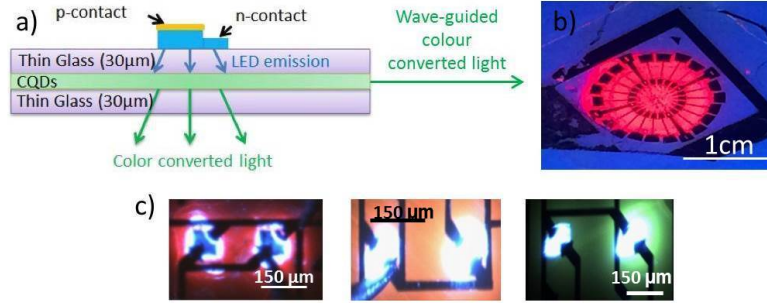 a)
p-contact
n-contact
Thin Glass (30µm)
LED emission
CQDs
Thin Glass (30µm)
Color converted light
Wave-guided
colour
converted light
b)
1cm
c)
150 µm
150 µm
150 µm